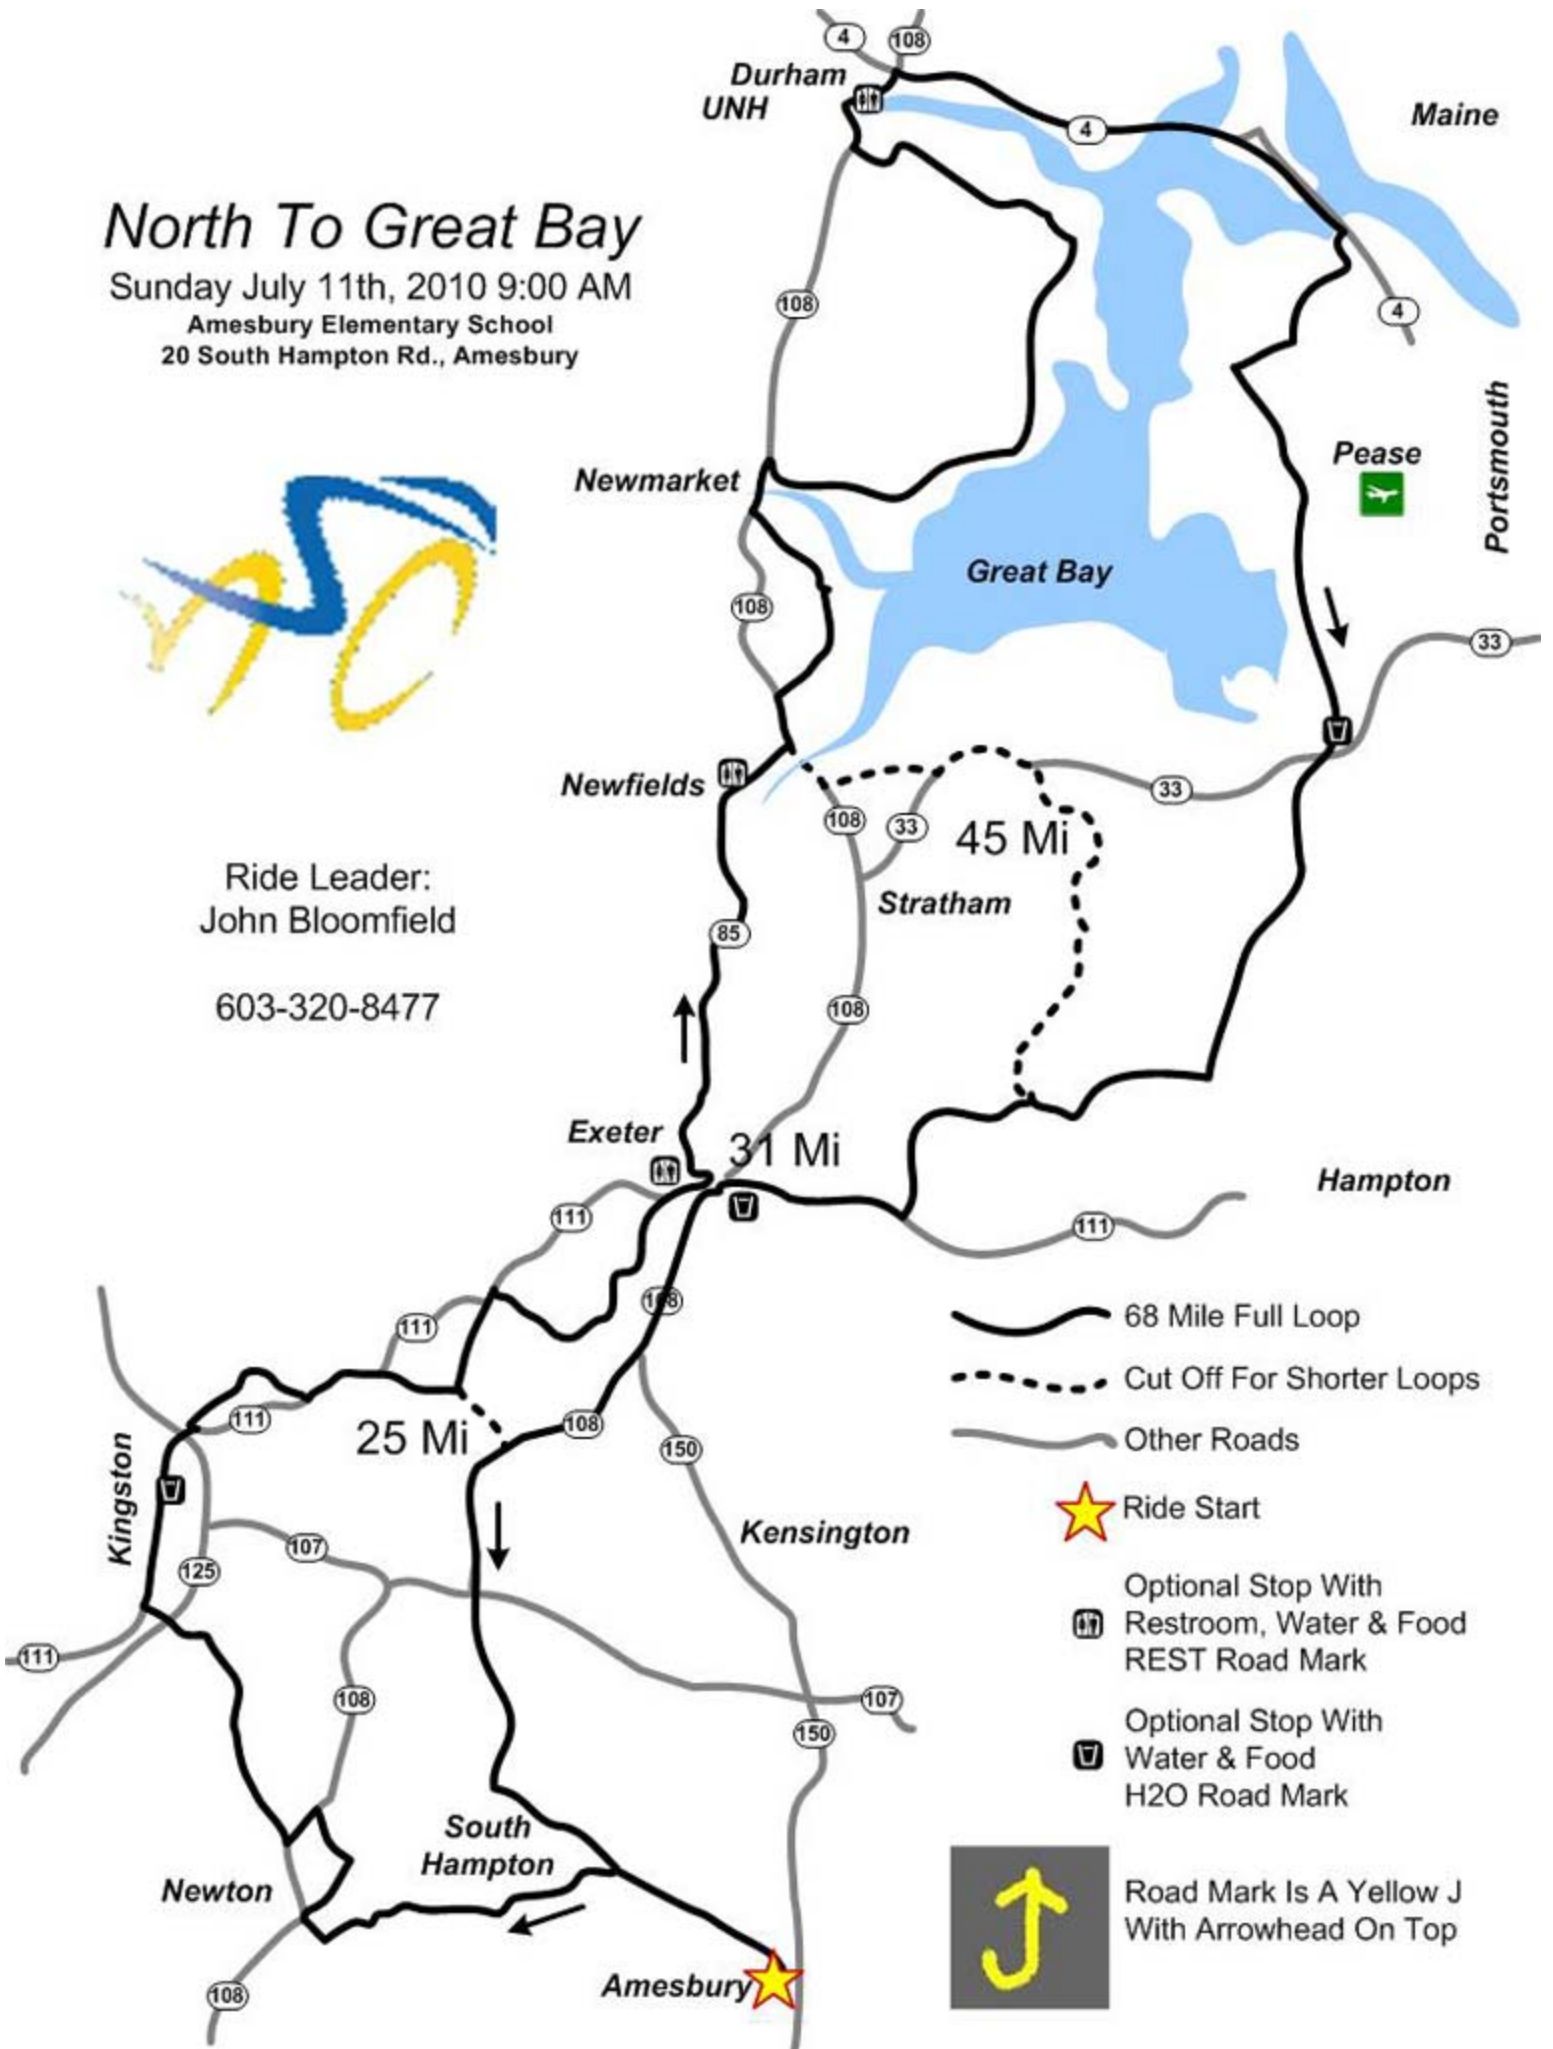 4
108
Durham
UNH
Maine
4
North To Great Bay
Sunday July 11th, 2010 9:00 AM
Amesbury Elementary School
20 South Hampton Rd., Amesbury
108
4
Portsmouth
Pease
Newmarket
Great Bay
108
33
Newfields
33
108
33
45 Mi
Ride Leader:
John Bloomfield
603-320-8477
Stratham
85
108
Exeter
31 Mi
Hampton
111
111
108
111
68 Mile Full Loop
Cut Off For Shorter Loops
Other Roads
111
25 Mi
108
150
Kingston
Ride Start
Kensington
107
125
Optional Stop With
Restroom, Water & Food
REST Road Mark
111
108
107
150
Optional Stop With
Water & Food
H2O Road Mark
South
Hampton
Newton
Road Mark Is A Yellow J
With Arrowhead On Top
Amesbury
108